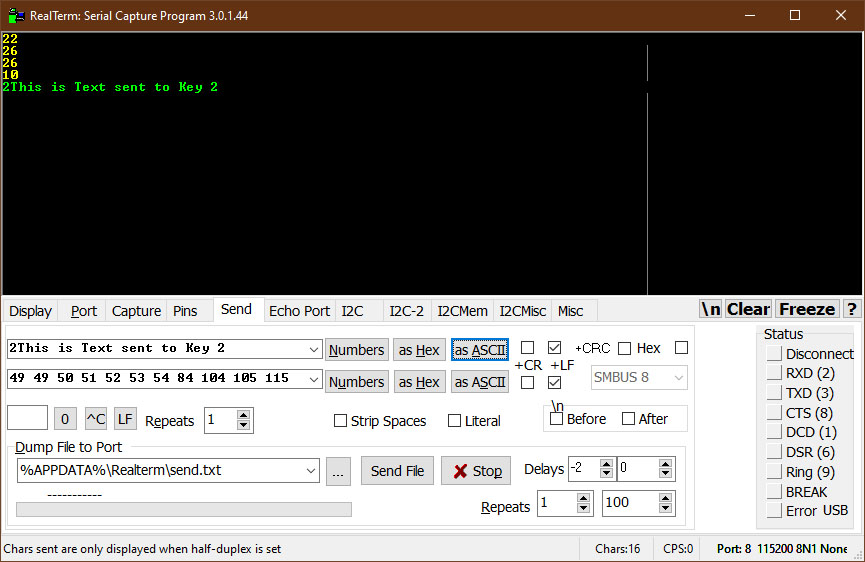 RealTerm: Serial Capture Program 3.0.1.44
22
26
26
10
2This is Text sent to Key 2
Display Port Capture Pins Send Echo Port I2C I2C-2 I2CMem I2CMisc Misc \n Clear Freeze ?
2This is Text sent to Key 2 Numbers as Hex as ASCII +CRC Hex
+CR +LF
49 49 50 51 52 53 54 84 104 105 115 Numbers as Hex as ASCII SMBUS 8
0 ^C LF Repeats 1 Strip Spaces Literal
\n
Before After
Dump File to Port
%APPDATA%\Realterm\send.txt ... Send File Stop Delays -2 0
-----------
Repeats 1 100
Status
Disconnect
RXD (2)
TXD (3)
CTS (8)
DCD (1)
DSR (6)
Ring (9)
BREAK
Error USB
Chars sent are only displayed when half-duplex is set Chars:16 CPS:0 Port: 8 115200 8N1 None